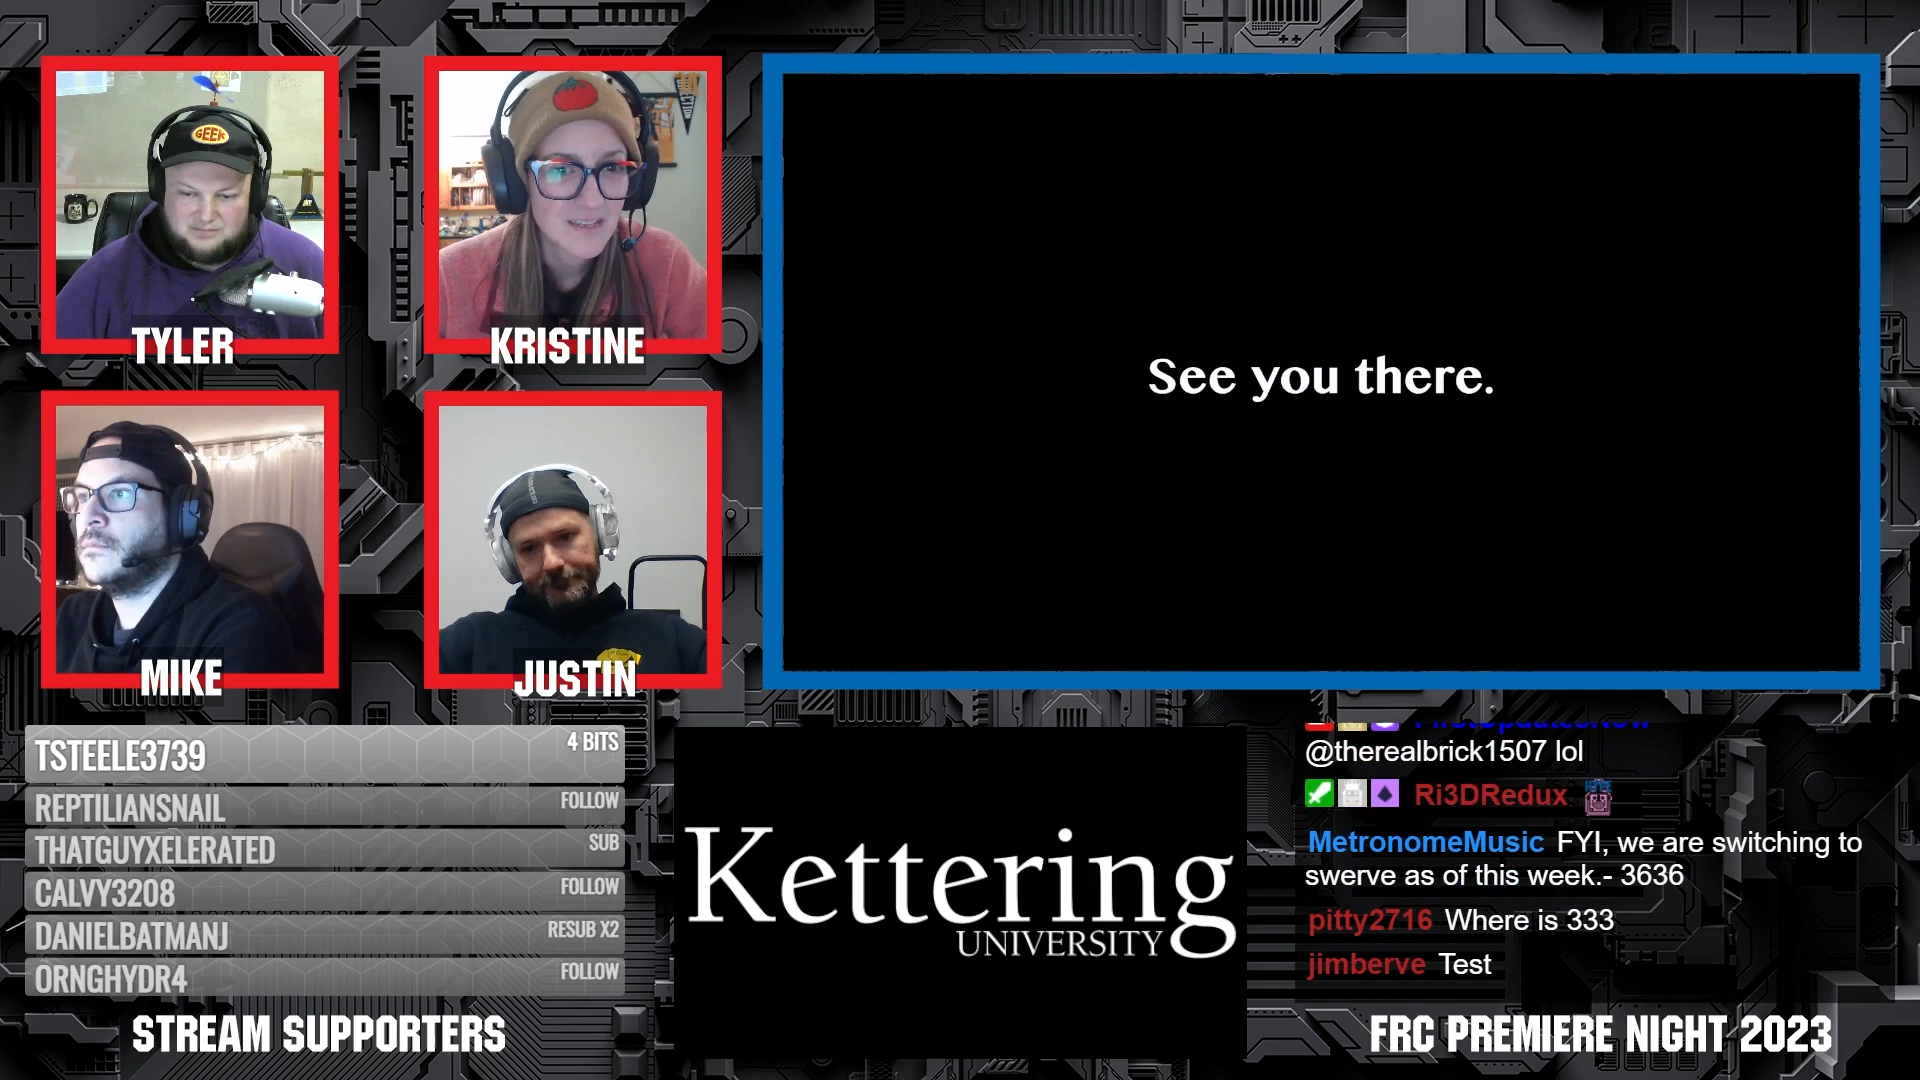 GEEK
TYLER
KRISTINE
See you there.
MIKE
JUSTIN
TSTEELE3739 4 BITS
REPTILIANSNAIL FOLLOW
THATGUYXELERATED SUB
CALVY3208 FOLLOW
DANIELBATMANJ RESUB X2
ORNGHYDR4 FOLLOW
STREAM SUPPORTERS
Kettering
UNIVERSITY
@therealbrick1507 lol
Ri3DRedux
MetronomeMusic FYI, we are switching to
swerve as of this week.- 3636
pitty2716 Where is 333
jimberve Test
FRC PREMIERE NIGHT 2023